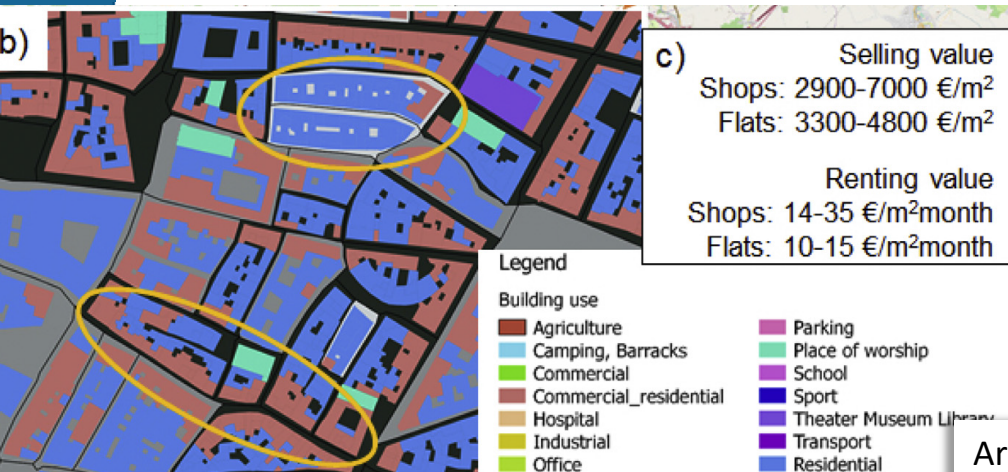 b)
c)
Selling value
Shops: 2900-7000 €/m²
Flats: 3300-4800 €/m²
Renting value
Shops: 14-35 €/m²month
Flats: 10-15 €/m²month
Legend
Building use
Agriculture
Camping, Barracks
Commercial
Commercial_residential
Hospital
Industrial
Office
Parking
Place of worship
School
Sport
Theater Museum Library
Transport
Residential